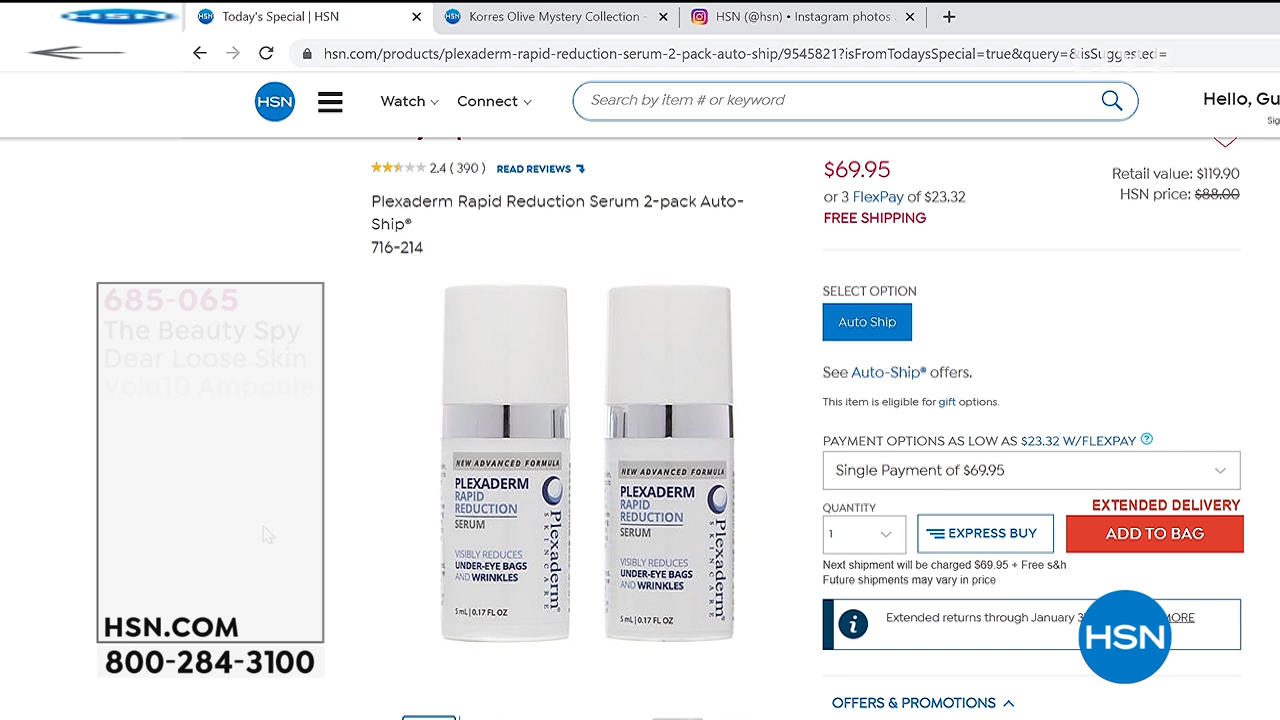 HSN
Today's Special | HSN
HSN
Korres Olive Mystery Collection -
HSN (@hsn) • Instagram photos
hsn.com/products/plexaderm-rapid-reduction-serum-2-pack-auto-ship/9545821?isFromTodaysSpecial=true&query=&isSuggested=
HSN
Watch
Connect
Search by item # or keyword
Hello, Gu
Sig
2.4 ( 390 )
READ REVIEWS
Plexaderm Rapid Reduction Serum 2-pack Auto-
Ship®
716-214
$69.95
or 3 FlexPay of $23.32
FREE SHIPPING
Retail value: $119.90
HSN price: $88.00
SELECT OPTION
Auto Ship
See Auto-Ship® offers.
This item is eligible for gift options.
PAYMENT OPTIONS AS LOW AS $23.32 W/FLEXPAY
Single Payment of $69.95
QUANTITY
1
EXPRESS BUY
EXTENDED DELIVERY
ADD TO BAG
Next shipment will be charged $69.95 + Free s&h
Future shipments may vary in price
Extended returns through January 3
MORE
OFFERS & PROMOTIONS
685-065
The Beauty Spy
Dear Loose Skin
Volu10 Ampoule
HSN.COM
800-284-3100
NEW ADVANCED FORMULA
PLEXADERM
RAPID
REDUCTION
SERUM
VISIBLY REDUCES
UNDER-EYE BAGS
AND WRINKLES
5 mL | 0.17 FL OZ
Plexaderm®
SKINCARE
NEW ADVANCED FORMULA
PLEXADERM
RAPID
REDUCTION
SERUM
VISIBLY REDUCES
UNDER-EYE BAGS
AND WRINKLES
5 mL | 0.17 FL OZ
Plexaderm®
SKINCARE
HSN